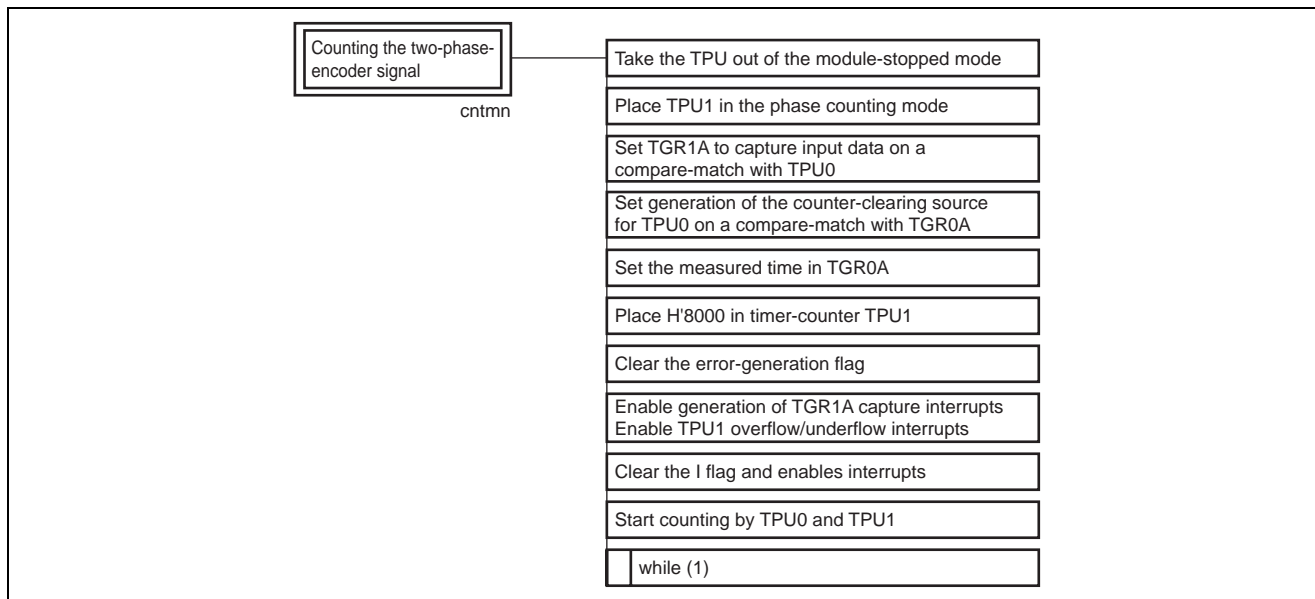 Counting the two-phase-
encoder signal
cntmn
Take the TPU out of the module-stopped mode
Place TPU1 in the phase counting mode
Set TGR1A to capture input data on a
compare-match with TPU0
Set generation of the counter-clearing source
for TPU0 on a compare-match with TGR0A
Set the measured time in TGR0A
Place H'8000 in timer-counter TPU1
Clear the error-generation flag
Enable generation of TGR1A capture interrupts
Enable TPU1 overflow/underflow interrupts
Clear the I flag and enables interrupts
Start counting by TPU0 and TPU1
while (1)